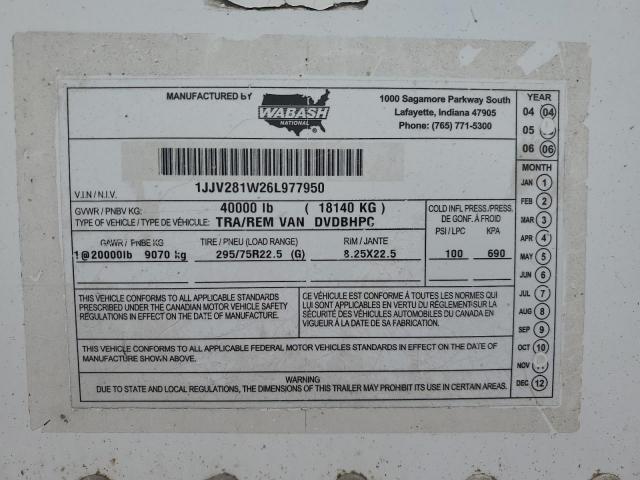 MANUFACTURED BY
WABASH
NATIONAL
1000 Sagamore Parkway South
Lafayette, Indiana 47905
Phone: (765) 771-5300
YEAR
04 04
05
06 06
1JJV281W26L977950
V.I.N / N.I.V.
GVWR / PNBV KG: 40000 lb ( 18140 KG )
TYPE OF VEHICLE / TYPE DE VÉHICULE: TRA/REM VAN DVDBHPC
COLD INFL PRESS./PRESS.
DE GONF. À FROID
PSI / LPC KPA
GAWR / PNBE KG TIRE / PNEU (LOAD RANGE) RIM / JANTE
1@20000lb 9070 kg 295/75R22.5 (G) 8.25X22.5 100 690
THIS VEHICLE CONFORMS TO ALL APPLICABLE STANDARDS
PRESCRIBED UNDER THE CANADIAN MOTOR VEHICLE SAFETY
REGULATIONS IN EFFECT ON THE DATE OF MANUFACTURE.
CE VÉHICULE EST CONFORME À TOUTES LES NORMES QUI
LUI SONT APPLICABLES EN VERTU DU RÉGLEMENT-SUR LA
SÉCURITÉ DES VÉHICULES AUTOMOBILES DU CANADA EN
VIGUEUR À LA DATE DE SA FABRICATION.
THIS VEHICLE CONFORMS TO ALL APPLICABLE FEDERAL MOTOR VEHICLES STANDARDS IN EFFECT ON THE DATE OF
MANUFACTURE SHOWN ABOVE.
WARNING
DUE TO STATE AND LOCAL REGULATIONS, THE DIMENSIONS OF THIS TRAILER MAY PROHIBIT ITS USE IN CERTAIN AREAS.
MONTH
JAN 1
FEB 2
MAR 3
APR 4
MAY 5
JUN 6
JUL 7
AUG 8
SEP 9
OCT 10
NOV
DEC 12